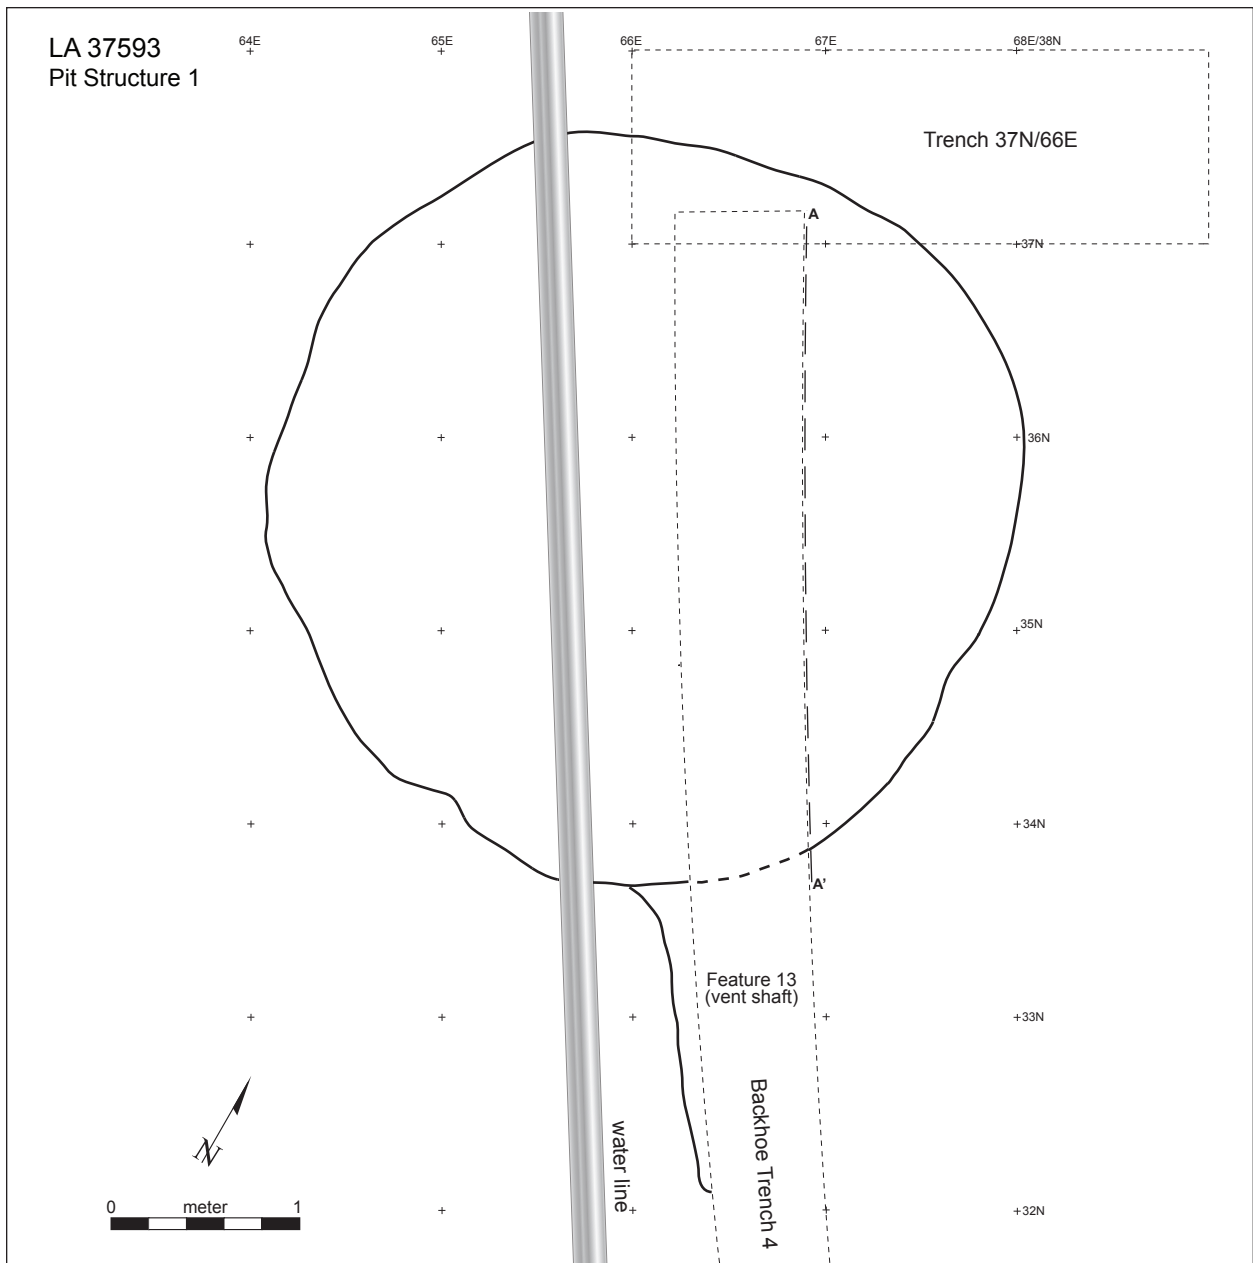 LA 37593
Pit Structure 1
64E
65E
66E
67E
68E/38N
Trench 37N/66E
A
37N
36N
35N
34N
A'
Feature 13
(vent shaft)
33N
Backhoe Trench 4
water line
N
0 meter 1
32N